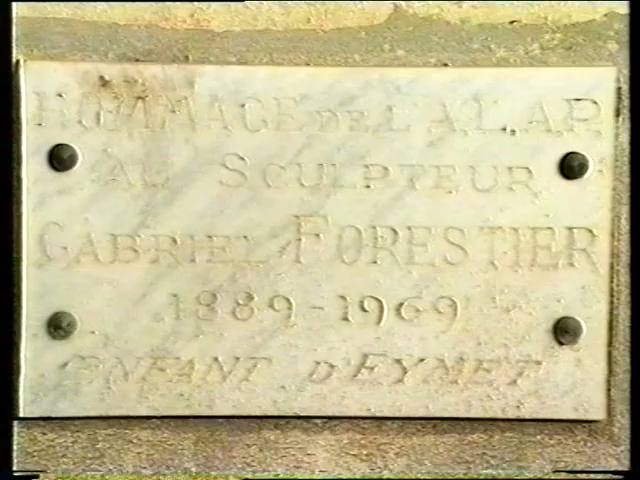 HOMMAGE DE L'A.L.A.P.
AU SCULPTEUR
GABRIEL FORESTIER
1889-1969
ENFANT D'EYMET